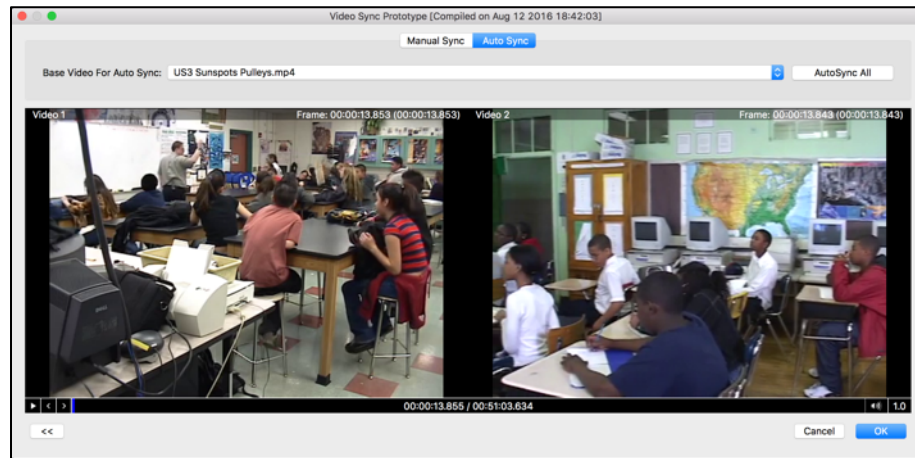 Video Sync Prototype [Compiled on Aug 12 2016 18:42:03]
Manual Sync Auto Sync
Base Video For Auto Sync: US3 Sunspots Pulleys.mp4 AutoSync All
Video 1 Frame: 00:00:13.853 (00:00:13.853) Video 2 Frame: 00:00:13.843 (00:00:13.843)
00:00:13.855 / 00:51:03.634 1.0
<< Cancel OK